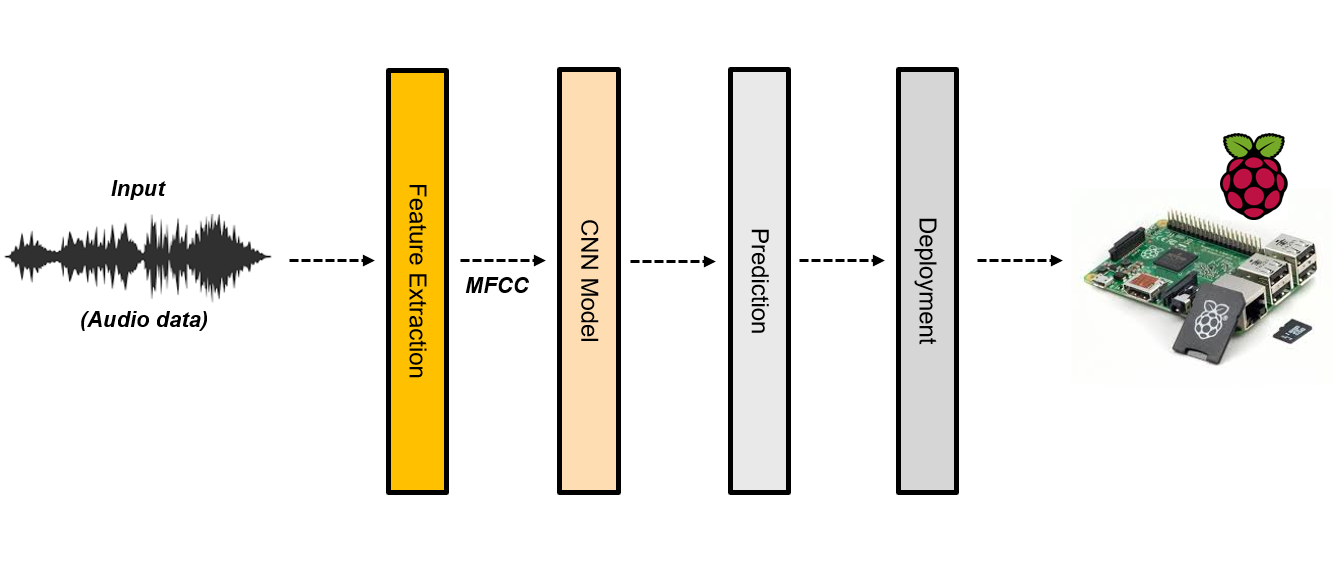 Input
(Audio data)
Feature Extraction
MFCC
CNN Model
Prediction
Deployment